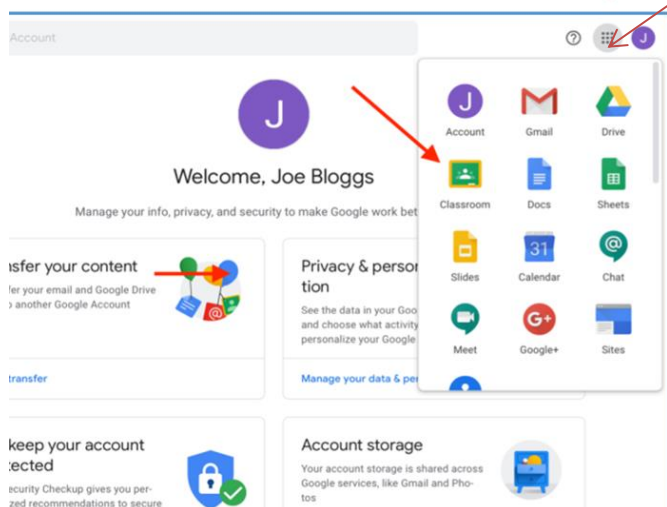 Account
J
J
Account
Gmail
Drive
Classroom
Docs
Sheets
31
Slides
Calendar
Chat
G+
Meet
Google+
Sites
Welcome, Joe Bloggs
Manage your info, privacy, and security to make Google work bet
nsfer your content
fer your email and Google Drive
o another Google Account
transfer
Privacy & person
tion
See the data in your Goo
and choose what activity
personalize your Google
Manage your data & per
keep your account
tected
ecurity Checkup gives you per-
zed recommendations to secure
Account storage
Your account storage is shared across
Google services, like Gmail and Pho-
tos
J